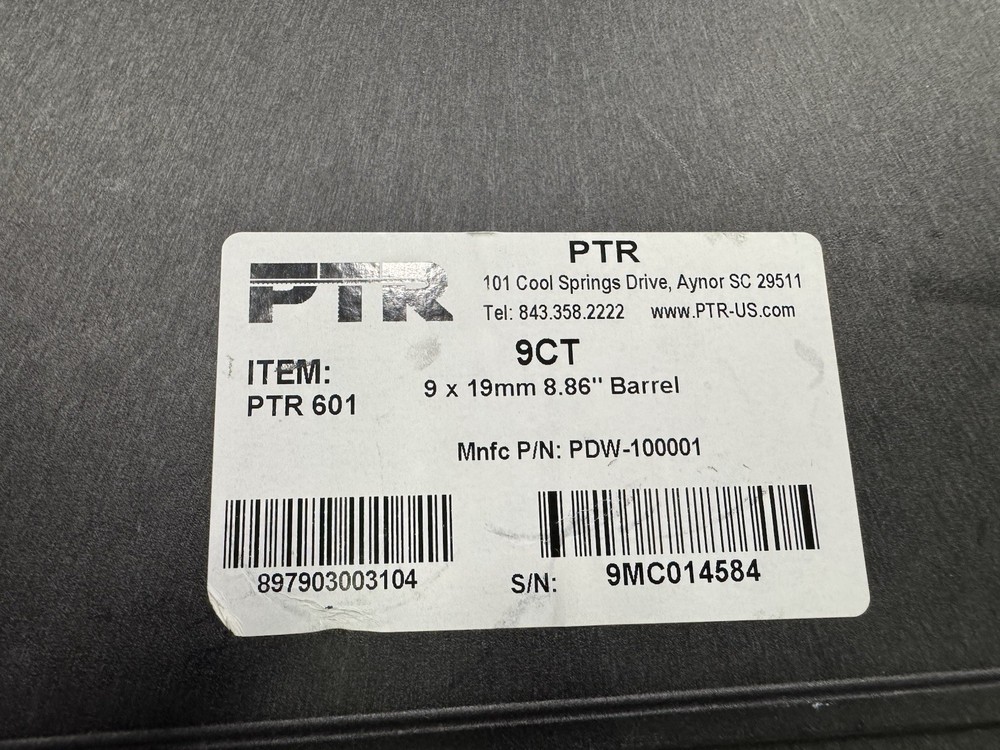 PTR
PTR
101 Cool Springs Drive, Aynor SC 29511
Tel: 843.358.2222 www.PTR-US.com
9CT
ITEM:
9 x 19mm 8.86" Barrel
PTR 601
Mnfc P/N: PDW-100001
897903003104
S/N: 9MC014584